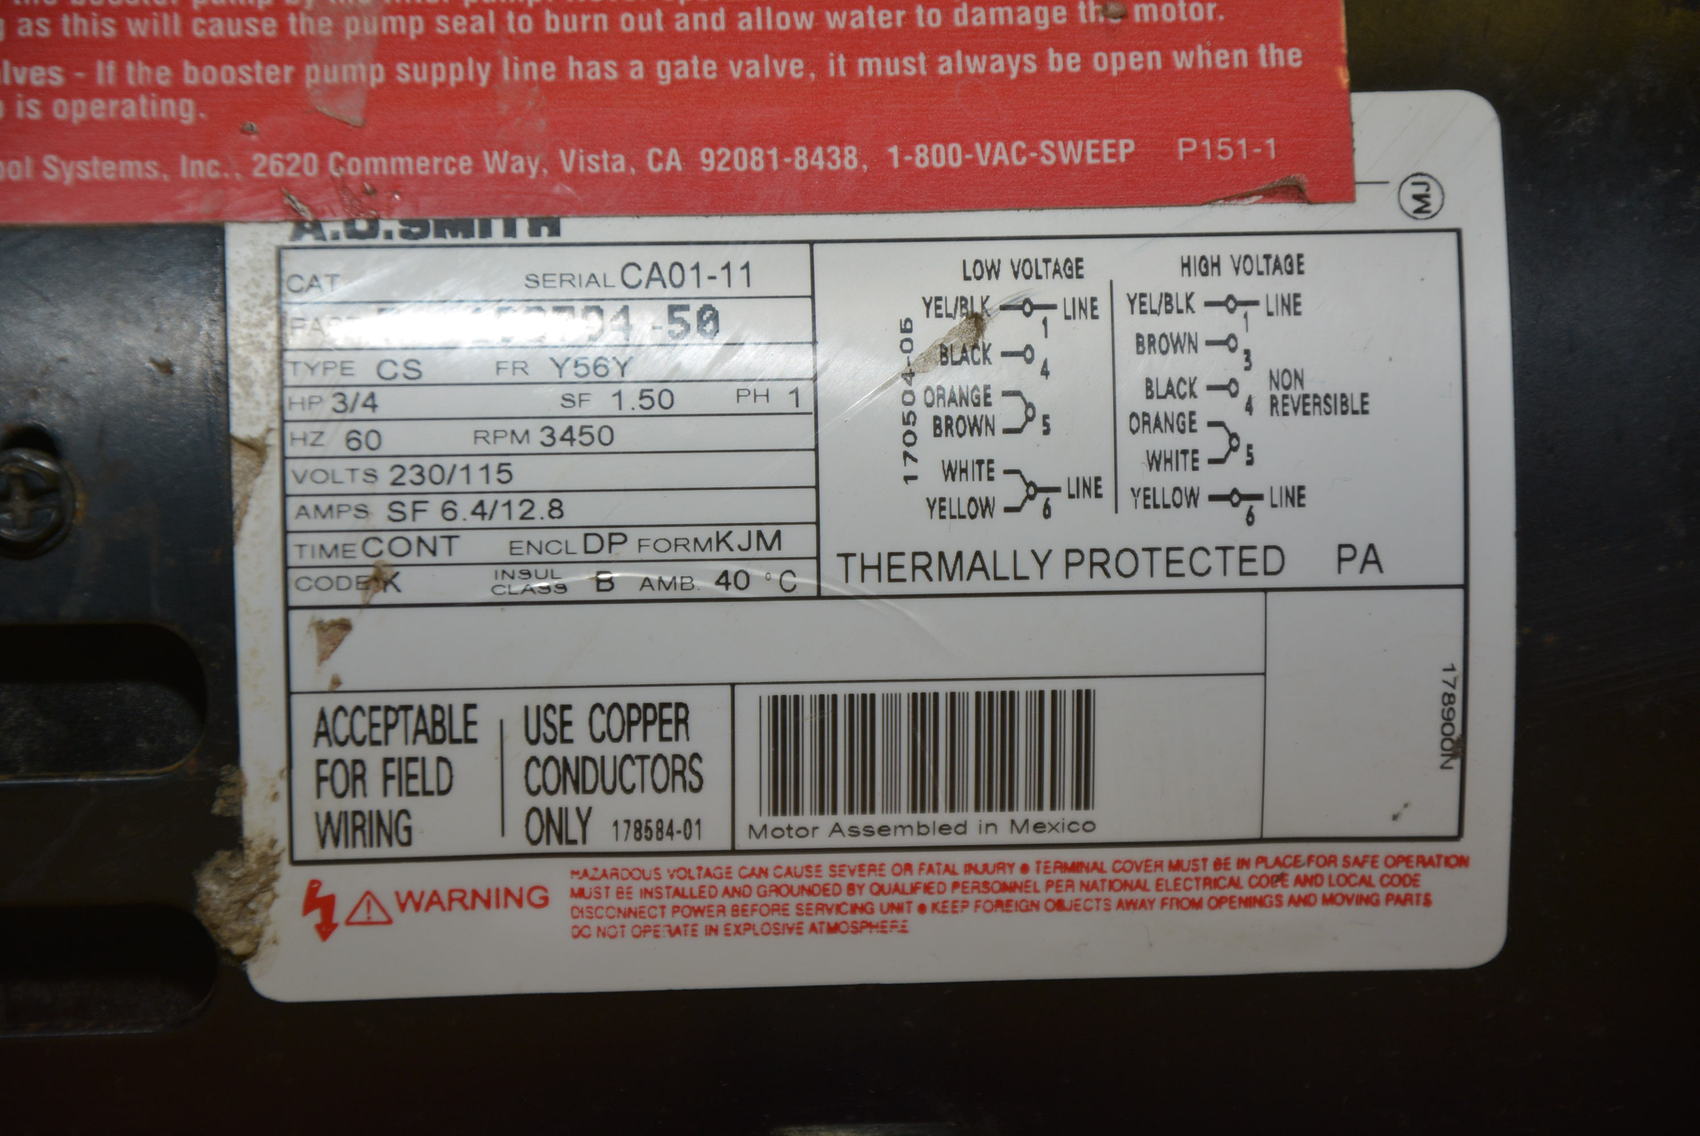 as this will cause the pump seal to burn out and allow water to damage the motor.
lves - If the booster pump supply line has a gate valve, it must always be open when the
is operating.
ool Systems, Inc., 2620 Commerce Way, Vista, CA 92081-8438, 1-800-VAC-SWEEP P151-1
MJ
A.O.SMITH
CAT SERIAL CA01-11
PART 94-50
TYPE CS FR Y56Y
HP 3/4 SF 1.50 PH 1
HZ 60 RPM 3450
VOLTS 230/115
AMPS SF 6.4/12.8
TIME CONT ENCL DP FORM KJM
CODE K INSUL CLASS B AMB. 40 °C
170504-05
LOW VOLTAGE
YEL/BLK 1 LINE
BLACK 4
ORANGE
BROWN 5
WHITE
YELLOW 6 LINE
HIGH VOLTAGE
YEL/BLK 1 LINE
BROWN 3
BLACK 4
NON
REVERSIBLE
ORANGE
WHITE 5
YELLOW 6 LINE
THERMALLY PROTECTED PA
178900N
ACCEPTABLE
FOR FIELD
WIRING
USE COPPER
CONDUCTORS
ONLY 178584-01
Motor Assembled in Mexico
WARNING
HAZARDOUS VOLTAGE CAN CAUSE SEVERE OR FATAL INJURY ● TERMINAL COVER MUST BE IN PLACE FOR SAFE OPERATION
MUST BE INSTALLED AND GROUNDED BY QUALIFIED PERSONNEL PER NATIONAL ELECTRICAL CODE AND LOCAL CODE
DISCONNECT POWER BEFORE SERVICING UNIT ● KEEP FOREIGN OBJECTS AWAY FROM OPENINGS AND MOVING PARTS
DO NOT OPERATE IN EXPLOSIVE ATMOSPHERE